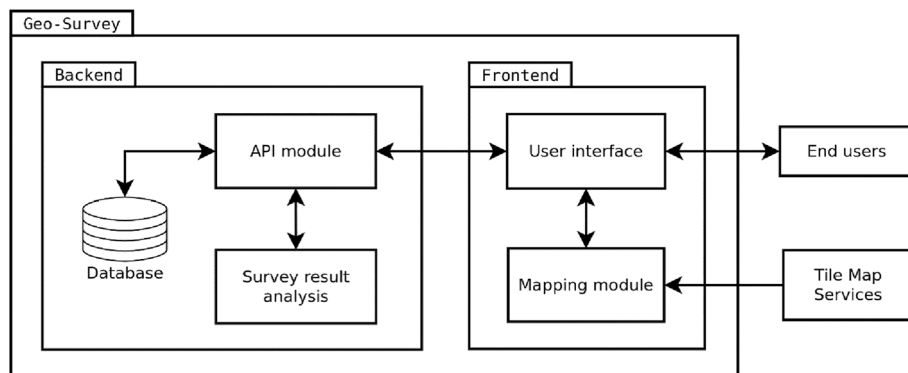 Geo-Survey
Backend
Frontend
API module
User interface
End users
Database
Survey result
analysis
Mapping module
Tile Map
Services